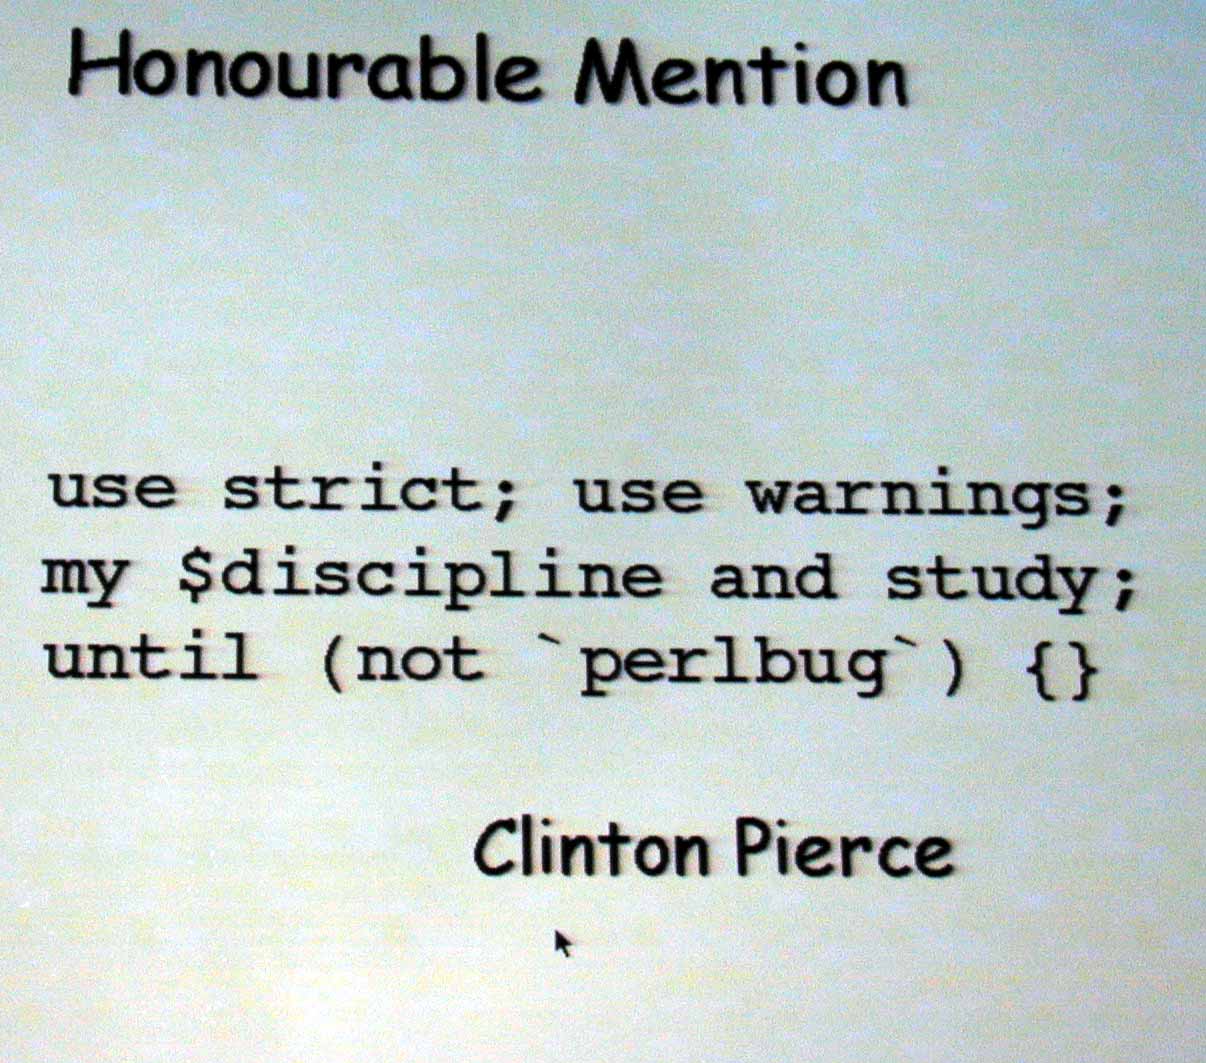 Honourable Mention
use strict; use warnings;
my $discipline and study;
until (not `perlbug`) {}
Clinton Pierce